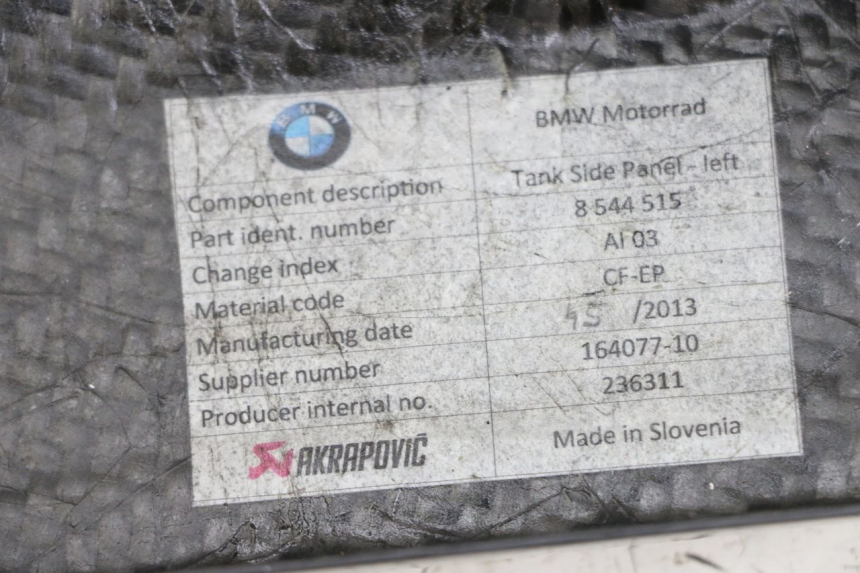 BMW
BMW Motorrad
Component description Tank Side Panel - left
Part ident. number 8 544 515
Change index AI 03
Material code CF-EP
Manufacturing date 45 /2013
Supplier number 164077-10
Producer internal no. 236311
AKRAPOVIČ Made in Slovenia